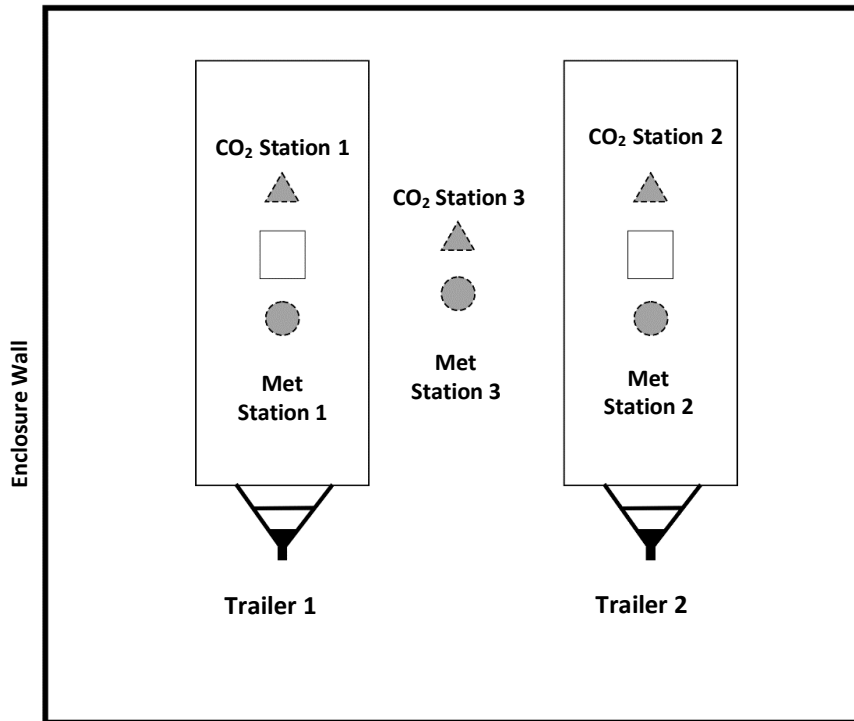 CO₂ Station 1
CO₂ Station 2
CO₂ Station 3
Met
Station 1
Met
Station 3
Met
Station 2
Enclosure Wall
Trailer 1
Trailer 2